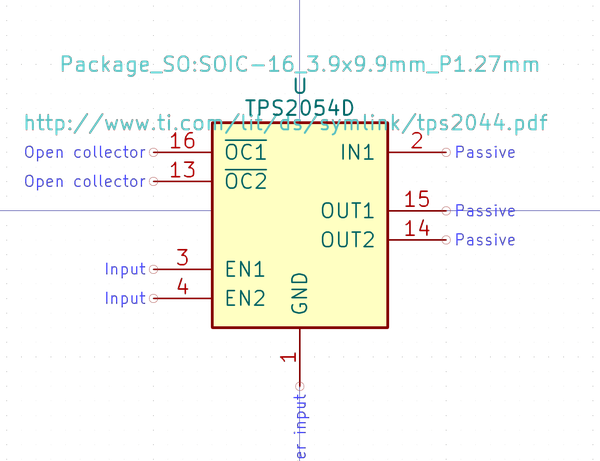 Package_SO:SOIC-16_3.9x9.9mm_P1.27mm
U
TPS2054D
http://www.ti.com/lit/ds/symlink/tps2044.pdf
Open collector 16 OC1 IN1 2 Passive
Open collector 13 OC2
OUT1 15 Passive
OUT2 14 Passive
Input 3 EN1
Input 4 EN2
GND
1
er input